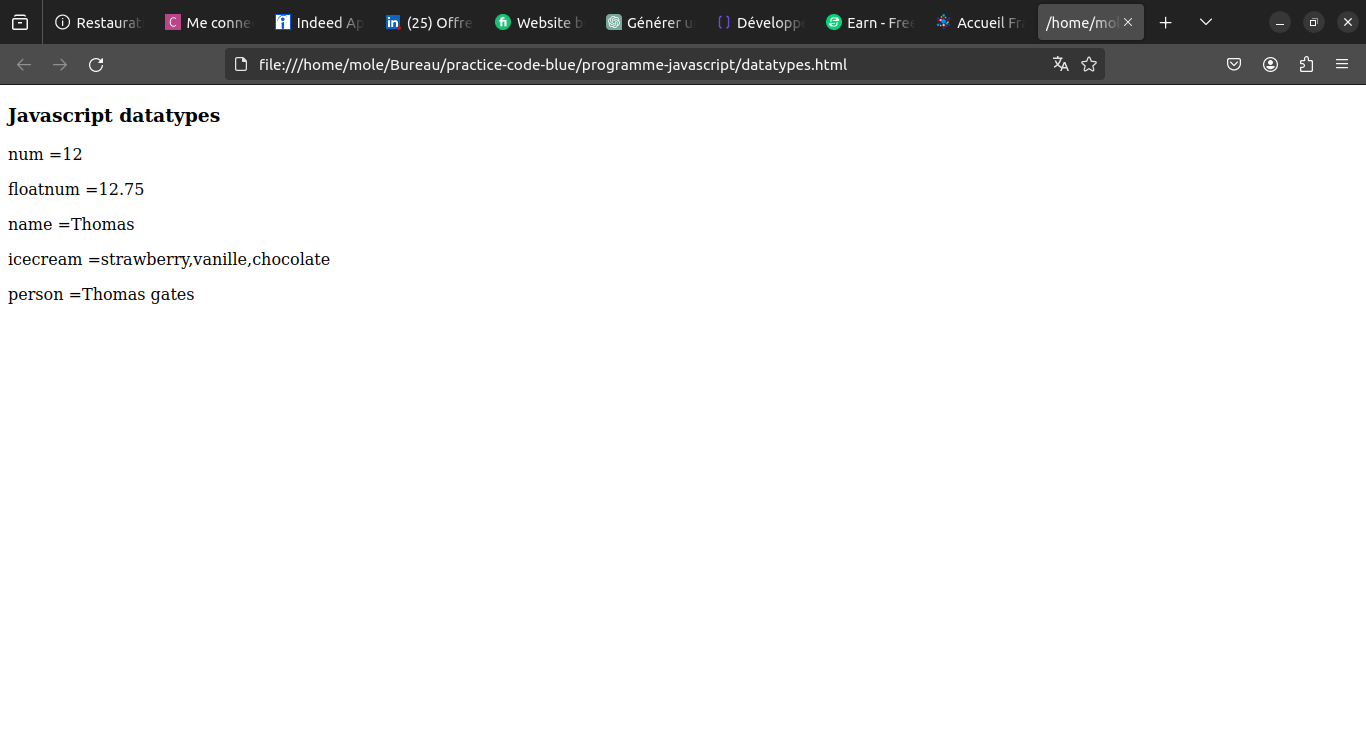 Restaurat
Me conne
Indeed Ap
(25) Offre
Website b
Générer u
Développe
Earn - Free
Accueil Fr
/home/mol
file:///home/mole/Bureau/practice-code-blue/programme-javascript/datatypes.html
Javascript datatypes
num =12
floatnum =12.75
name =Thomas
icecream =strawberry,vanille,chocolate
person =Thomas gates